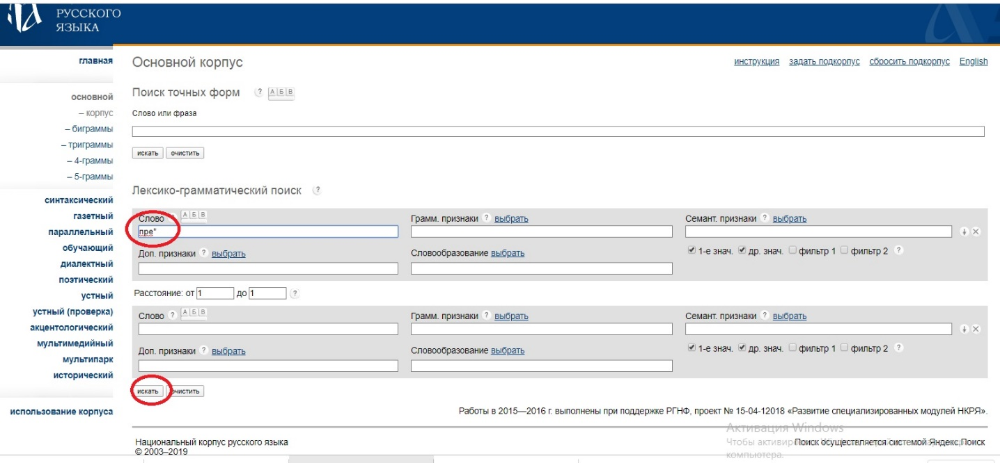 РУССКОГО
ЯЗЫКА
главная
Основной корпус
инструкция задать подкорпус сбросить подкорпус English
основной
– корпус
– биграммы
– триграммы
– 4-граммы
– 5-граммы
синтаксический
газетный
параллельный
обучающий
диалектный
поэтический
устный
устный (проверка)
акцентологический
мультимедийный
мультипарк
исторический
использование корпуса
Поиск точных форм ? А Б В
Слово или фраза
искать очистить
Лексико-грамматический поиск ?
Слово А Б В Грамм. признаки ? выбрать Семант. признаки ? выбрать
пре*
Доп. признаки ? выбрать Словообразование выбрать 1-е знач. др. знач. фильтр 1 фильтр 2 ?
Расстояние: от 1 до 1 ?
Слово ? А Б В Грамм. признаки ? выбрать Семант. признаки ? выбрать
Доп. признаки ? выбрать Словообразование выбрать 1-е знач. др. знач. фильтр 1 фильтр 2 ?
искать очистить
Работы в 2015—2016 г. выполнены при поддержке РГНФ, проект № 15-04-12018 «Развитие специализированных модулей НКРЯ».
Активация Windows
Национальный корпус русского языка
© 2003–2019
Поиск осуществляется системой Яндекс.Поиск
Чтобы
компьютера.